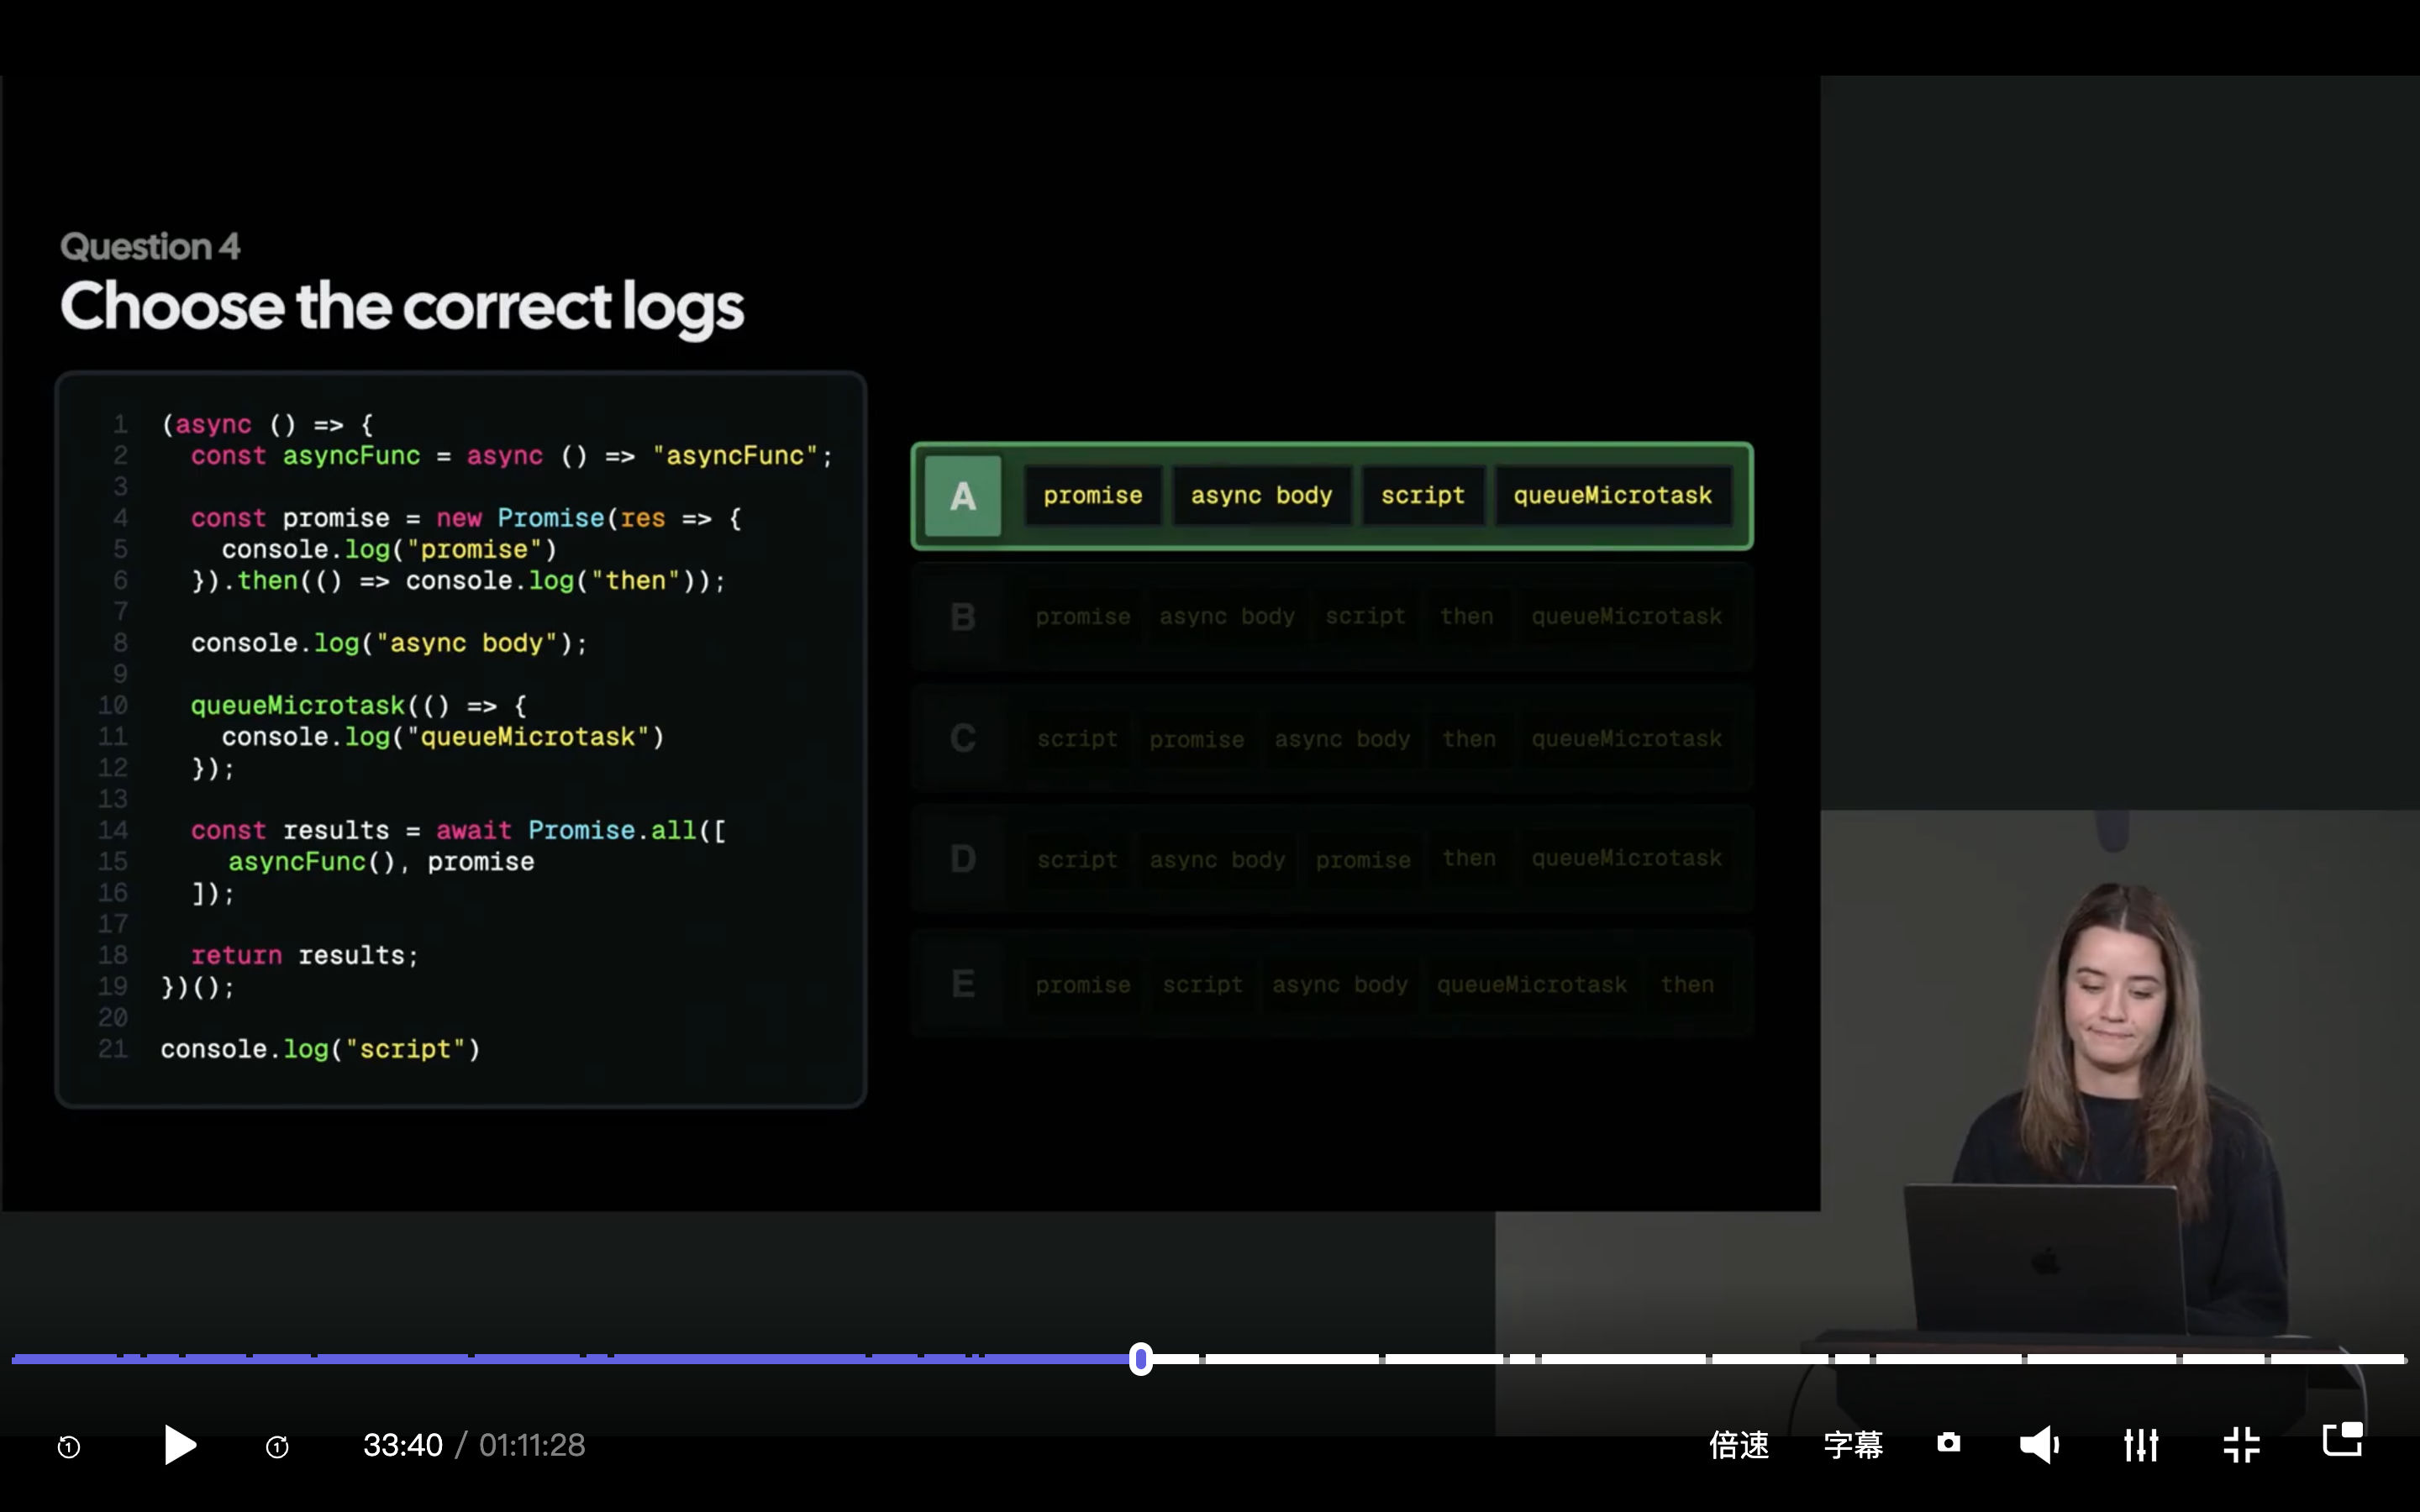 Question 4
Choose the correct logs
1 (async () => {
2 const asyncFunc = async () => "asyncFunc";
3
4 const promise = new Promise(res => {
5 console.log("promise")
6 }).then(() => console.log("then"));
7
8 console.log("async body");
9
10 queueMicrotask(() => {
11 console.log("queueMicrotask")
12 });
13
14 const results = await Promise.all([
15 asyncFunc(), promise
16 ]);
17
18 return results;
19 })();
20
21 console.log("script")
A promise async body script queueMicrotask
B promise async body script then queueMicrotask
C script promise async body then queueMicrotask
D script async body promise then queueMicrotask
E promise script async body queueMicrotask then
1
1
33:40 / 01:11:28
倍速
字幕